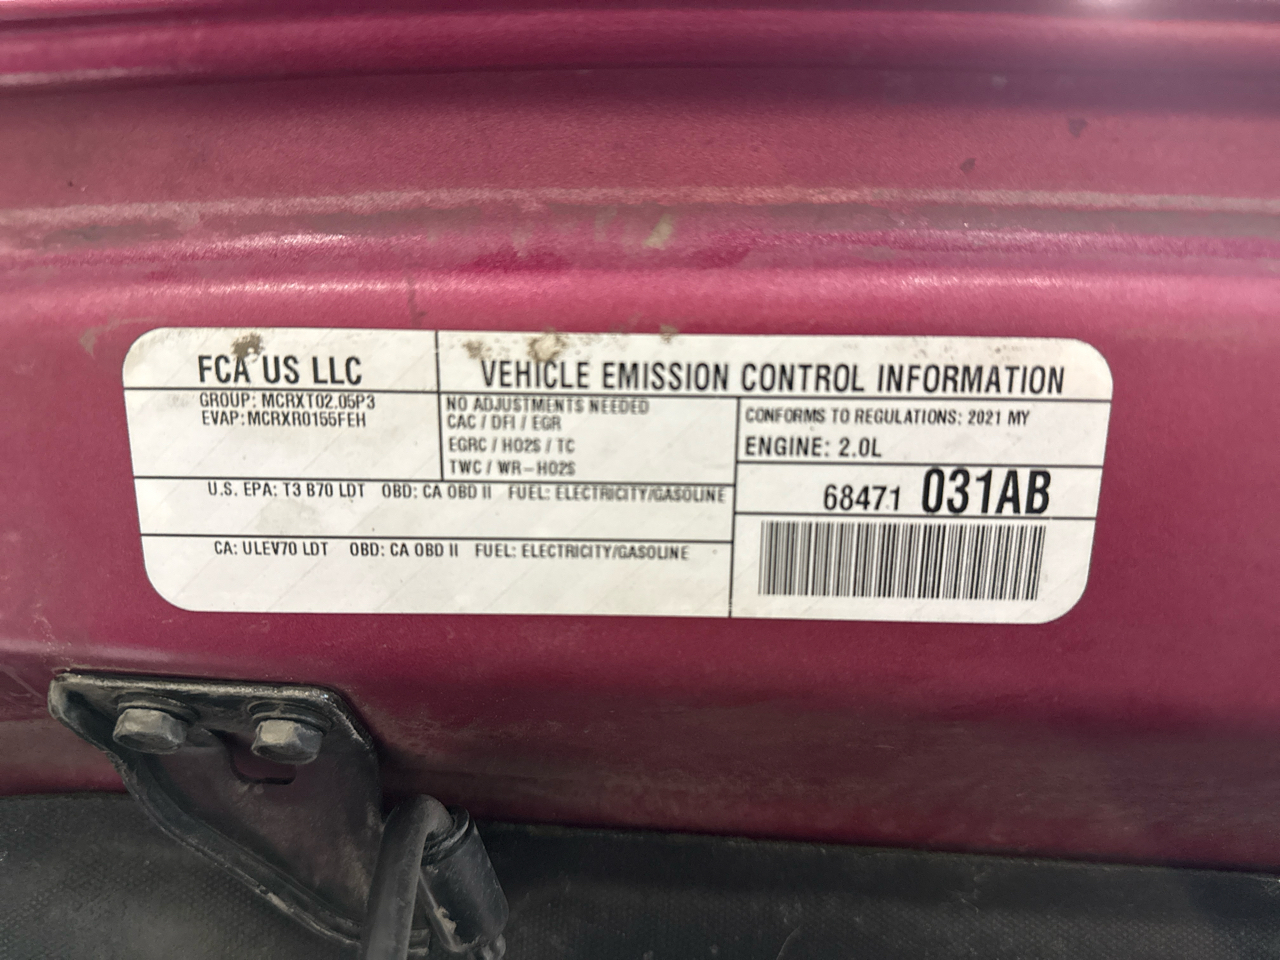 FCA US LLC
VEHICLE EMISSION CONTROL INFORMATION
GROUP: MCRXT02.05P3
EVAP: MCRXR0155FEH
NO ADJUSTMENTS NEEDED
CAC / DFI / EGR
EGRC / HO2S / TC
TWC / WR-HO2S
CONFORMS TO REGULATIONS: 2021 MY
ENGINE: 2.0L
U.S. EPA: T3 B70 LDT OBD: CA OBD II FUEL: ELECTRICITY/GASOLINE
68471 031AB
CA: ULEV70 LDT OBD: CA OBD II FUEL: ELECTRICITY/GASOLINE